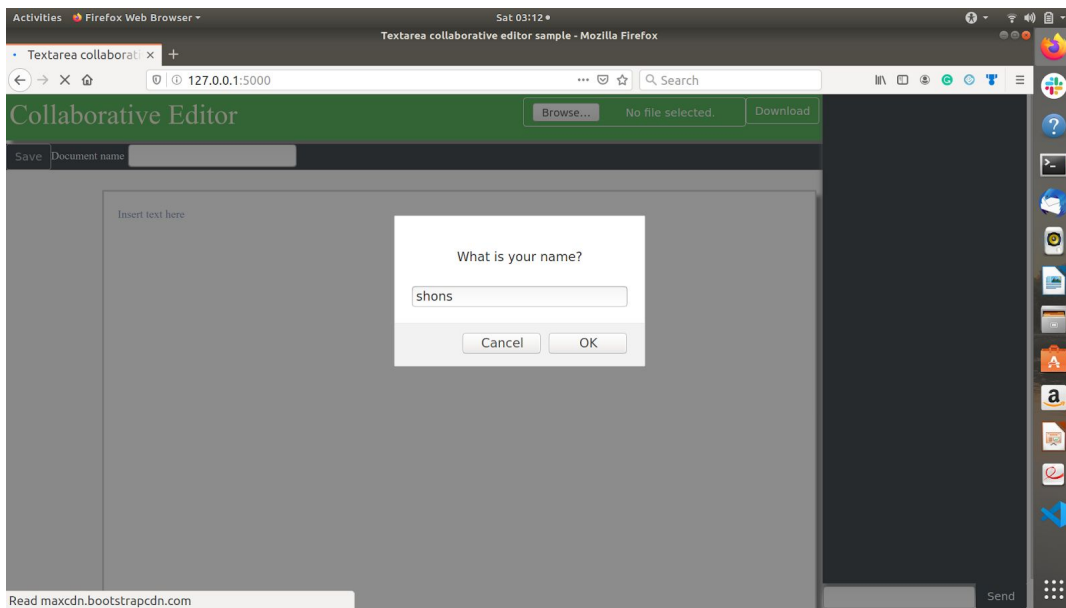 Activities Firefox Web Browser Sat 03:12
Textarea collaborative editor sample - Mozilla Firefox
Textarea collaborati
127.0.0.1:5000 Search
Collaborative Editor Browse... No file selected. Download
Save Document name
Insert text here
What is your name?
shons
Cancel OK
Read maxcdn.bootstrapcdn.com
Send